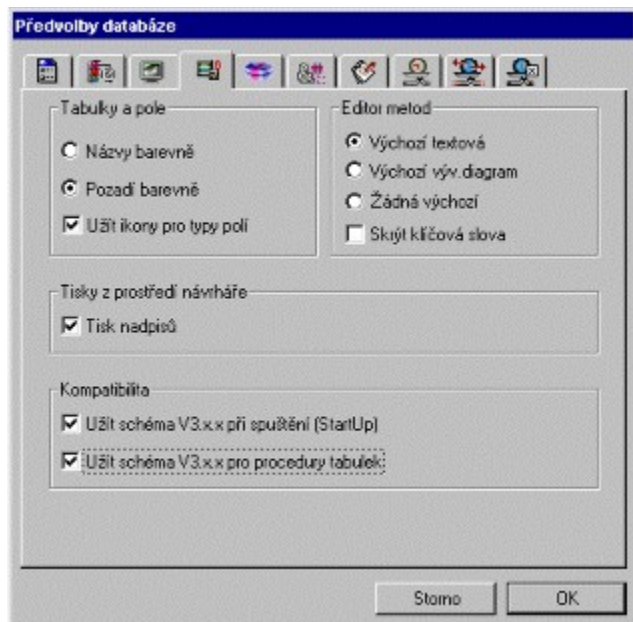 Předvolby databáze
Tabulky a pole
Názvy barevně
Pozadí barevně
Užít ikony pro typy polí
Editor metod
Výchozí textová
Výchozí výv.diagram
Žádná výchozí
Skrýt klíčová slova
Tisky z prostředí návrháře
Tisk nadpisů
Kompatibilita
Užít schéma V3.x.x při spuštění (StartUp)
Užít schéma V3.x.x pro procedury tabulek
Storno
OK